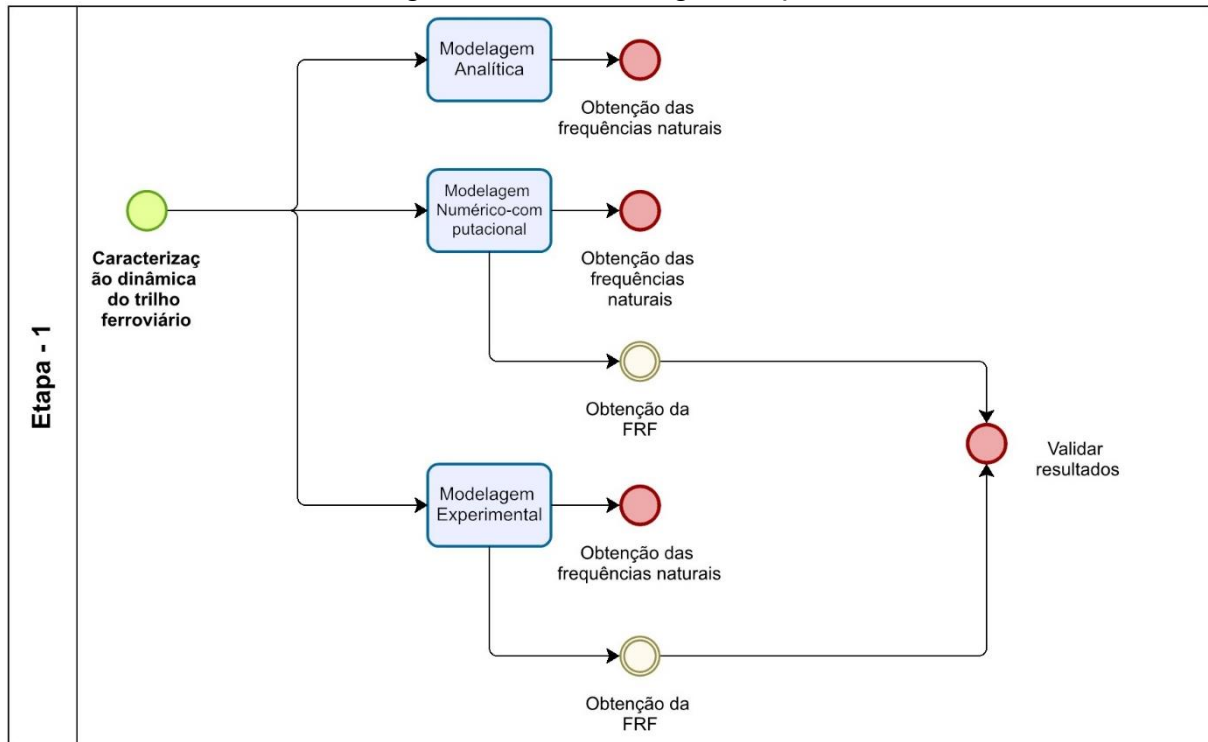 Etapa - 1
Caracterizaç
ão dinâmica
do trilho
ferroviário
Modelagem
Analítica
Obtenção das
frequências naturais
Modelagem
Numérico-com
putacional
Obtenção das
frequências
naturais
Obtenção da
FRF
Modelagem
Experimental
Obtenção das
frequências naturais
Obtenção da
FRF
Validar
resultados